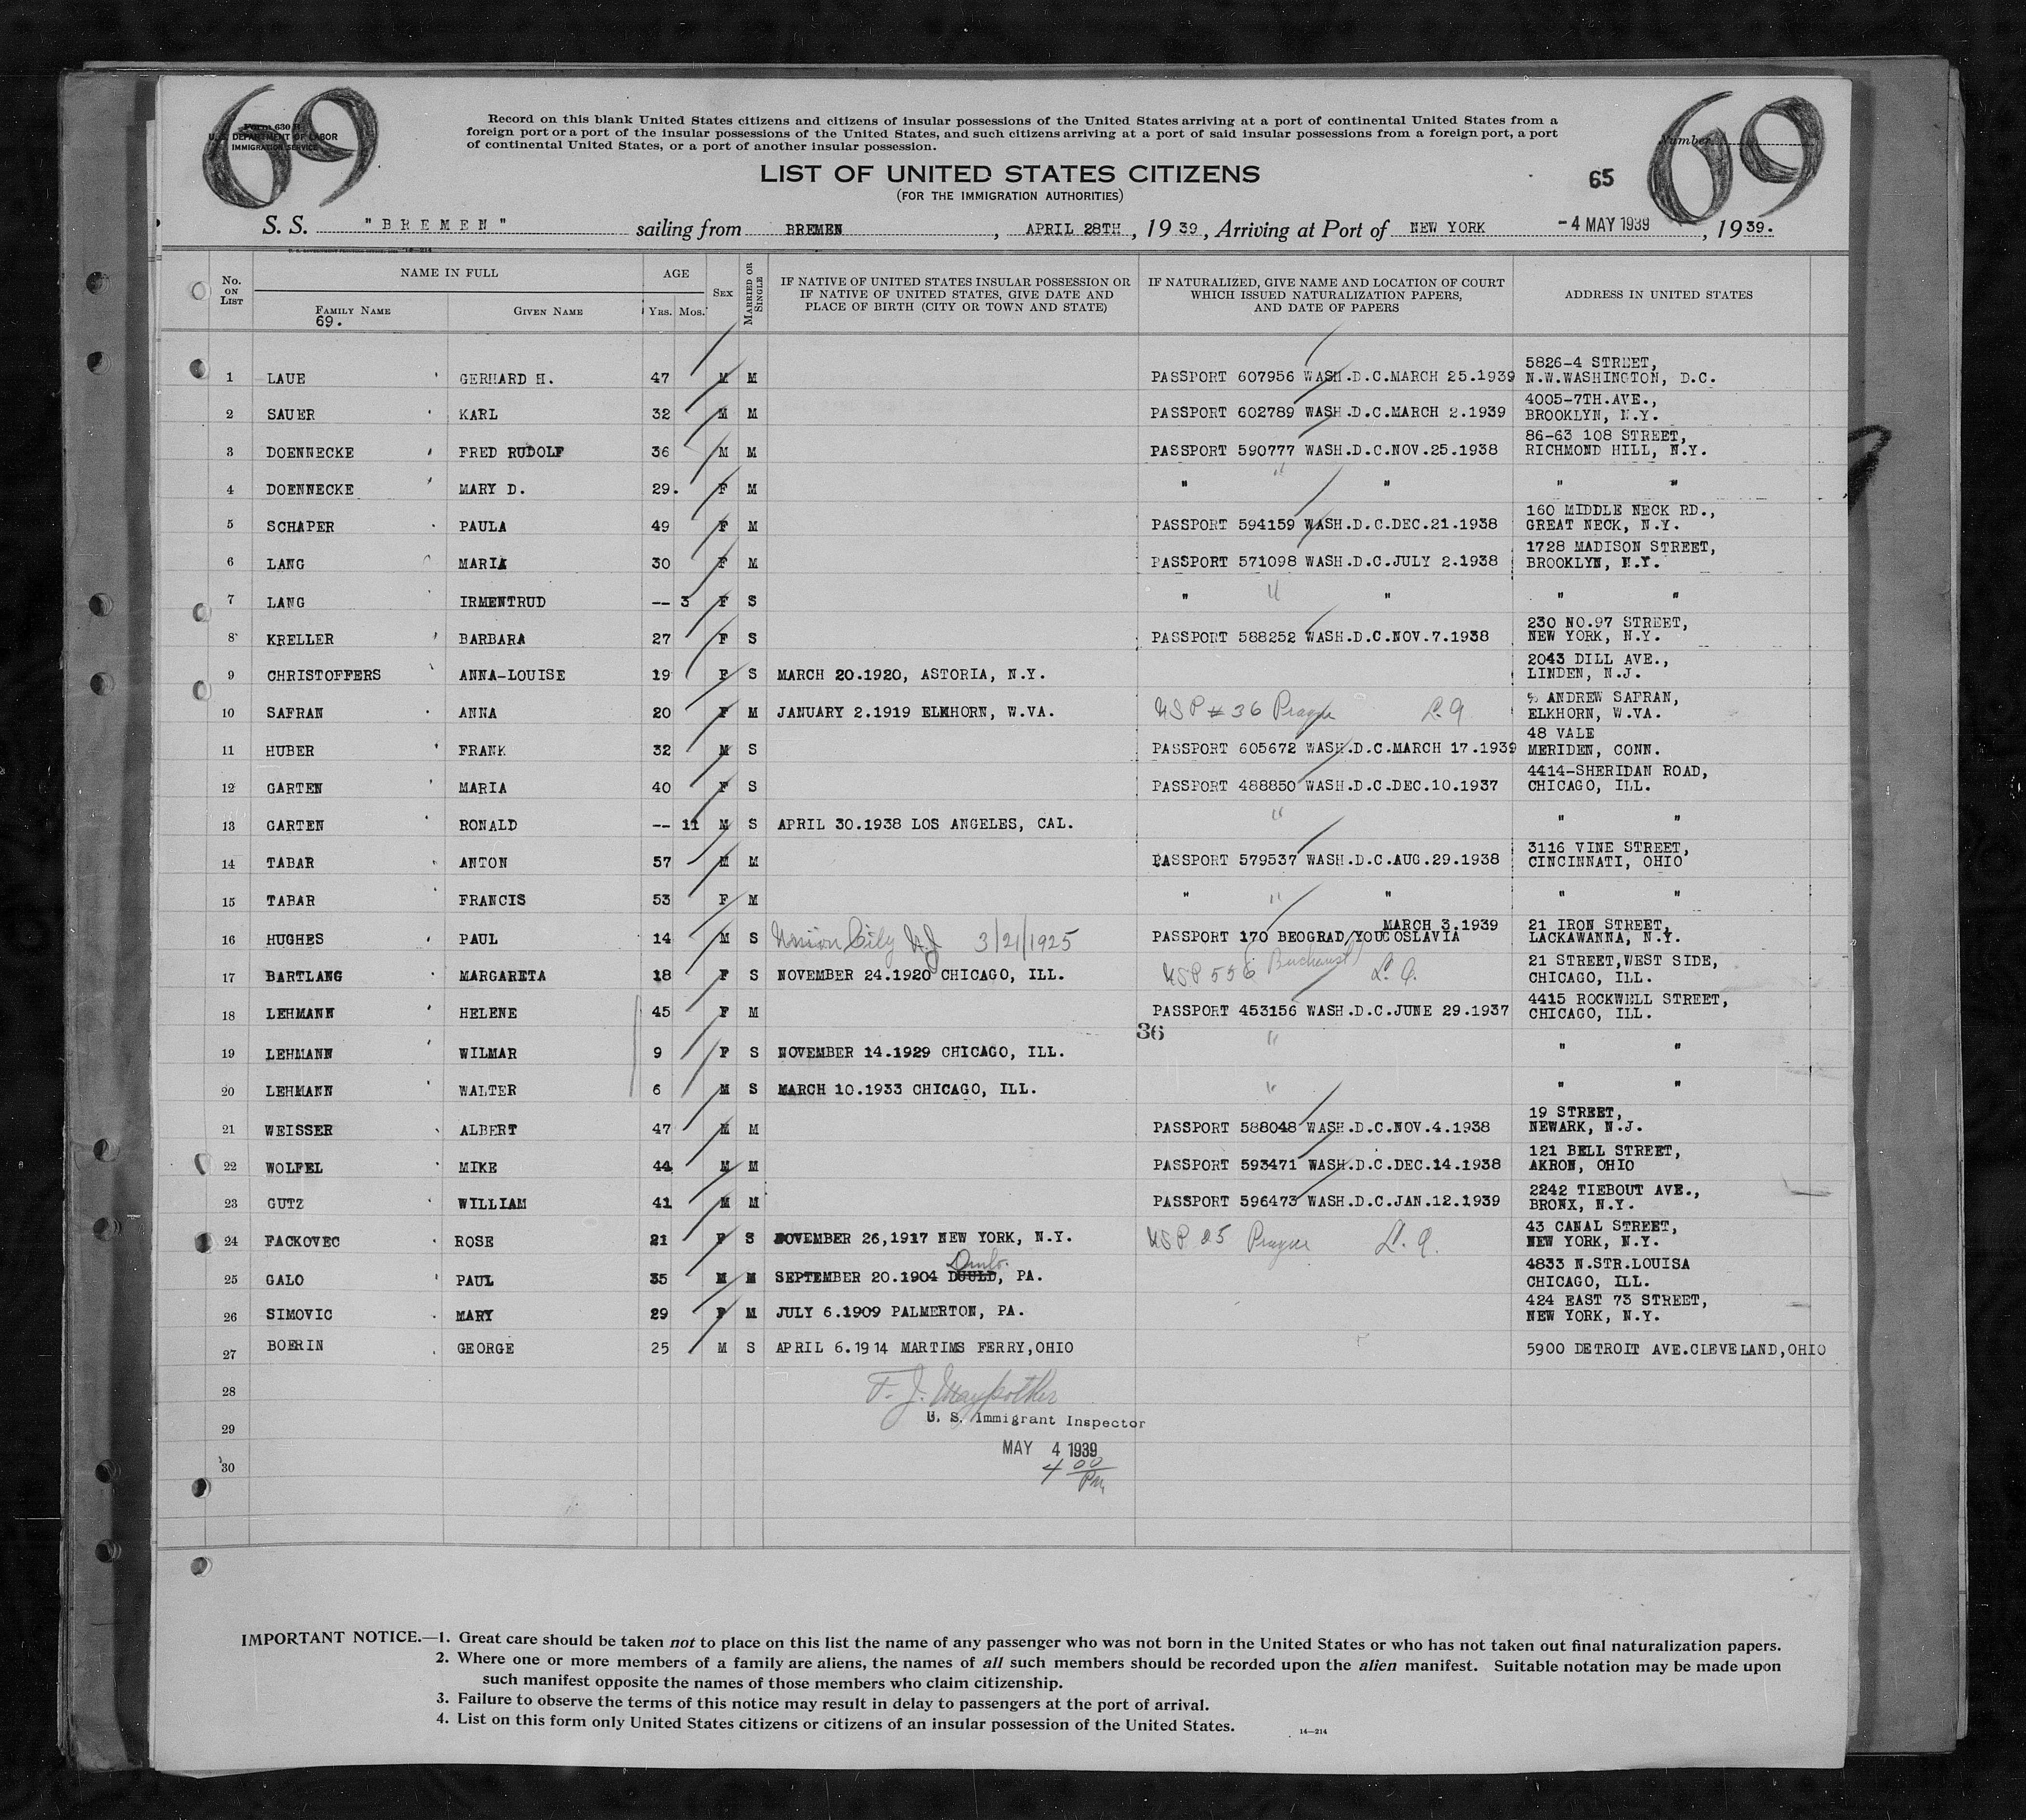 69
69
Form 630 B
U. S. DEPARTMENT OF LABOR
IMMIGRATION SERVICE
Number
Record on this blank United States citizens and citizens of insular possessions of the United States arriving at a port of continental United States from a
foreign port or a port of the insular possessions of the United States, and such citizens arriving at a port of said insular possessions from a foreign port, a port
of continental United States, or a port of another insular possession.
LIST OF UNITED STATES CITIZENS
(FOR THE IMMIGRATION AUTHORITIES)
65
S. S. "BREMEN" sailing from BREMEN, APRIL 28TH, 1939, Arriving at Port of NEW YORK -4 MAY 1939, 1939.
No. ON LIST
NAME IN FULL
FAMILY NAME
69.
GIVEN NAME
AGE
YRS. MOS.
SEX
MARRIED OR SINGLE
IF NATIVE OF UNITED STATES INSULAR POSSESSION OR
IF NATIVE OF UNITED STATES, GIVE DATE AND
PLACE OF BIRTH (CITY OR TOWN AND STATE)
IF NATURALIZED, GIVE NAME AND LOCATION OF COURT
WHICH ISSUED NATURALIZATION PAPERS,
AND DATE OF PAPERS
ADDRESS IN UNITED STATES
1 LAUE GERHARD H. 47 M M PASSPORT 607956 WASH.D.C.MARCH 25.1939 5826-4 STREET,
N.W.WASHINGTON, D.C.
2 SAUER KARL 32 M M PASSPORT 602789 WASH.D.C.MARCH 2.1939 4005-7TH.AVE.,
BROOKLYN, N.Y.
3 DOENNECKE FRED RUDOLF 36 M M PASSPORT 590777 WASH.D.C.NOV.25.1938 86-63 108 STREET,
RICHMOND HILL, N.Y.
4 DOENNECKE MARY D. 29. F M " " " " "
5 SCHAPER PAULA 49 F M PASSPORT 594159 WASH.D.C.DEC.21.1938 160 MIDDLE NECK RD.,
GREAT NECK, N.Y.
6 LANG MARIA 30 F M PASSPORT 571098 WASH.D.C.JULY 2.1938 1728 MADISON STREET,
BROOKLYN, N.Y.
7 LANG IRMENTRUD -- 3 F S " " " " "
8 KRELLER BARBARA 27 F S PASSPORT 588252 WASH.D.C.NOV.7.1938 230 NO.97 STREET,
NEW YORK, N.Y.
9 CHRISTOFFERS ANNA-LOUISE 19 F S MARCH 20.1920, ASTORIA, N.Y. 2043 DILL AVE.,
LINDEN, N.J.
10 SAFRAN ANNA 20 F M JANUARY 2.1919 ELKHORN, W.VA. USP # 36 Prague % ANDREW SAFRAN,
ELKHORN, W.VA.
11 HUBER FRANK 32 M S PASSPORT 605672 WASH.D.C.MARCH 17.1939 48 VALE
MERIDEN, CONN.
12 GARTEN MARIA 40 F S PASSPORT 488850 WASH.D.C.DEC.10.1937 4414-SHERIDAN ROAD,
CHICAGO, ILL.
13 GARTEN RONALD -- 11 M S APRIL 30.1938 LOS ANGELES, CAL. " " "
14 TABAR ANTON 57 M M PASSPORT 579537 WASH.D.C.AUG.29.1938 3116 VINE STREET,
CINCINNATI, OHIO
15 TABAR FRANCIS 53 F M " " " " "
16 HUGHES PAUL 14 M S Union City N.J 3/21/1925 MARCH 3.1939
PASSPORT 170 BEOGRAD/YOUGOSLAVIA 21 IRON STREET,
LACKAWANNA, N.Y.
17 BARTLANG MARGARETA 18 F S NOVEMBER 24.1920 CHICAGO, ILL. USP 556 Bucharest 21 STREET,WEST SIDE,
CHICAGO, ILL.
18 LEHMANN HELENE 45 F M PASSPORT 453156 WASH.D.C.JUNE 29.1937 4415 ROCKWELL STREET,
CHICAGO, ILL.
36
19 LEHMANN WILMAR 9 F S NOVEMBER 14.1929 CHICAGO, ILL. " " "
20 LEHMANN WALTER 6 M S MARCH 10.1933 CHICAGO, ILL. " " "
21 WEISSER ALBERT 47 M M PASSPORT 588048 WASH.D.C.NOV.4.1938 19 STREET,
NEWARK, N.J.
22 WOLFEL MIKE 44 M M PASSPORT 593471 WASH.D.C.DEC.14.1938 121 BELL STREET,
AKRON, OHIO
23 GUTZ WILLIAM 41 M M PASSPORT 596473 WASH.D.C.JAN.12.1939 2242 TIEBOUT AVE.,
BRONX, N.Y.
24 FACKOVEC ROSE 21 F S NOVEMBER 26,1917 NEW YORK, N.Y. USP 25 Prague 43 CANAL STREET,
NEW YORK, N.Y.
25 GALO PAUL 35 M M SEPTEMBER 20.1904 Dunlo, PA. 4833 N.STR.LOUISA
CHICAGO, ILL.
26 SIMOVIC MARY 29 F M JULY 6.1909 PALMERTON, PA. 424 EAST 73 STREET,
NEW YORK, N.Y.
27 BOERIN GEORGE 25 M S APRIL 6.1914 MARTIMS FERRY,OHIO 5900 DETROIT AVE.CLEVELAND,OHIO
28
29
30
F. J. Maypother
U. S. Immigrant Inspector
MAY 4 1939
4 00 PM
IMPORTANT NOTICE.—1. Great care should be taken not to place on this list the name of any passenger who was not born in the United States or who has not taken out final naturalization papers.
2. Where one or more members of a family are aliens, the names of all such members should be recorded upon the alien manifest. Suitable notation may be made upon
such manifest opposite the names of those members who claim citizenship.
3. Failure to observe the terms of this notice may result in delay to passengers at the port of arrival.
4. List on this form only United States citizens or citizens of an insular possession of the United States.
14—214